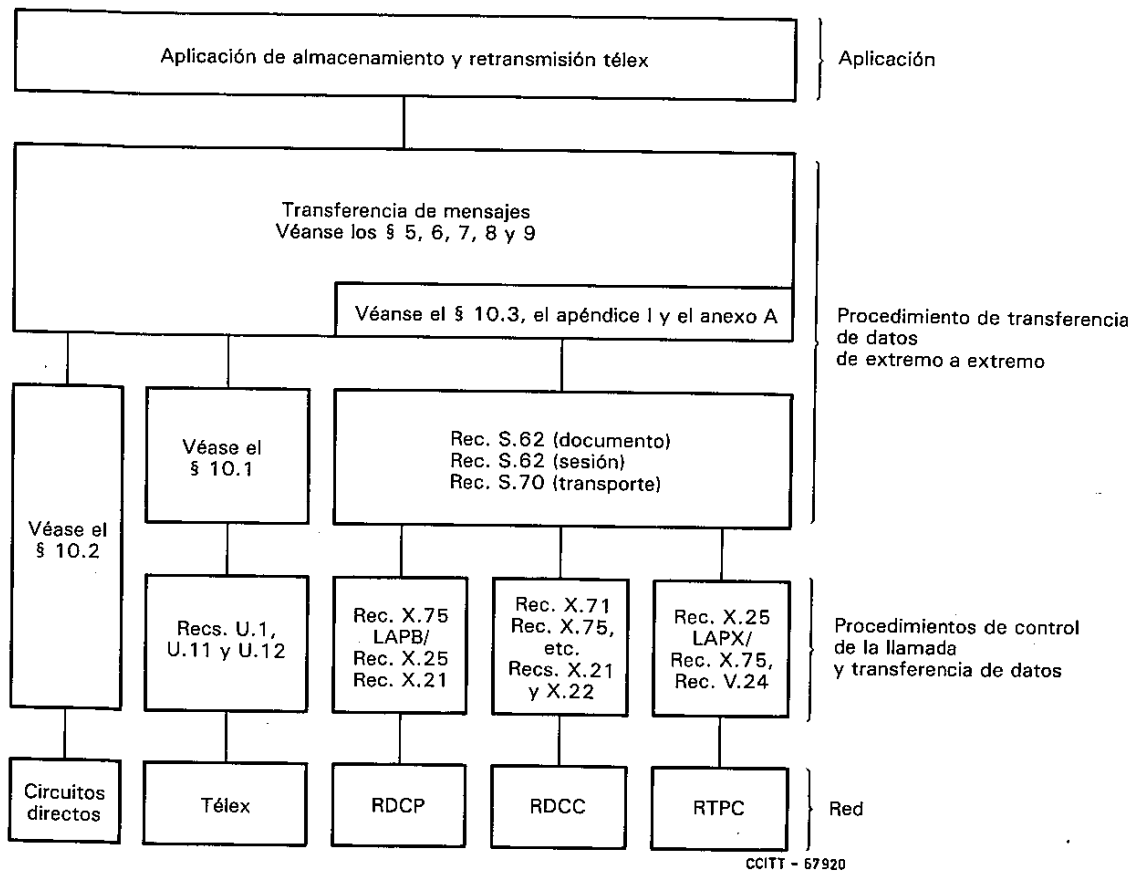 Aplicación de almacenamiento y retransmisión télex
Aplicación
Transferencia de mensajes
Véanse los § 5, 6, 7, 8 y 9
Véanse el § 10.3, el apéndice I y el anexo A
Procedimiento de transferencia
de datos
de extremo a extremo
Véase el
§ 10.2
Véase el
§ 10.1
Rec. S.62 (documento)
Rec. S.62 (sesión)
Rec. S.70 (transporte)
Recs. U.1,
U.11 y U.12
Rec. X.75
LAPB/
Rec. X.25
Rec. X.21
Rec. X.71
Rec. X.75,
etc.
Recs. X.21
y X.22
Rec. X.25
LAPX/
Rec. X.75,
Rec. V.24
Procedimientos de control
de la llamada
y transferencia de datos
Circuitos
directos
Télex
RDCP
RDCC
RTPC
Red
CCITT - 67920